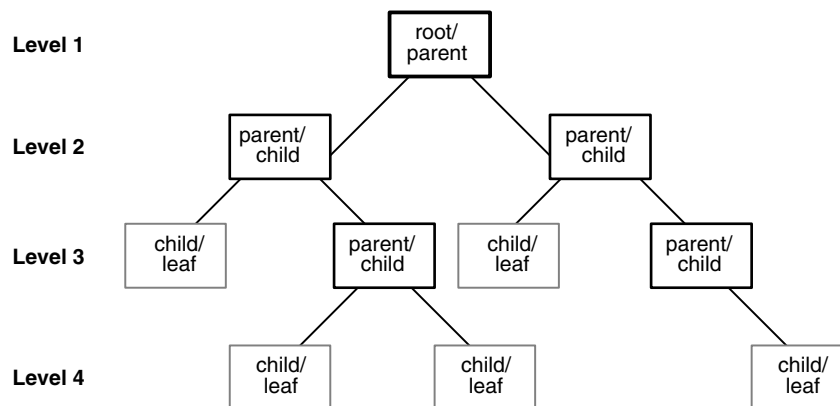 Level 1
root/
parent
Level 2
parent/
child
parent/
child
Level 3
child/
leaf
parent/
child
child/
leaf
parent/
child
Level 4
child/
leaf
child/
leaf
child/
leaf